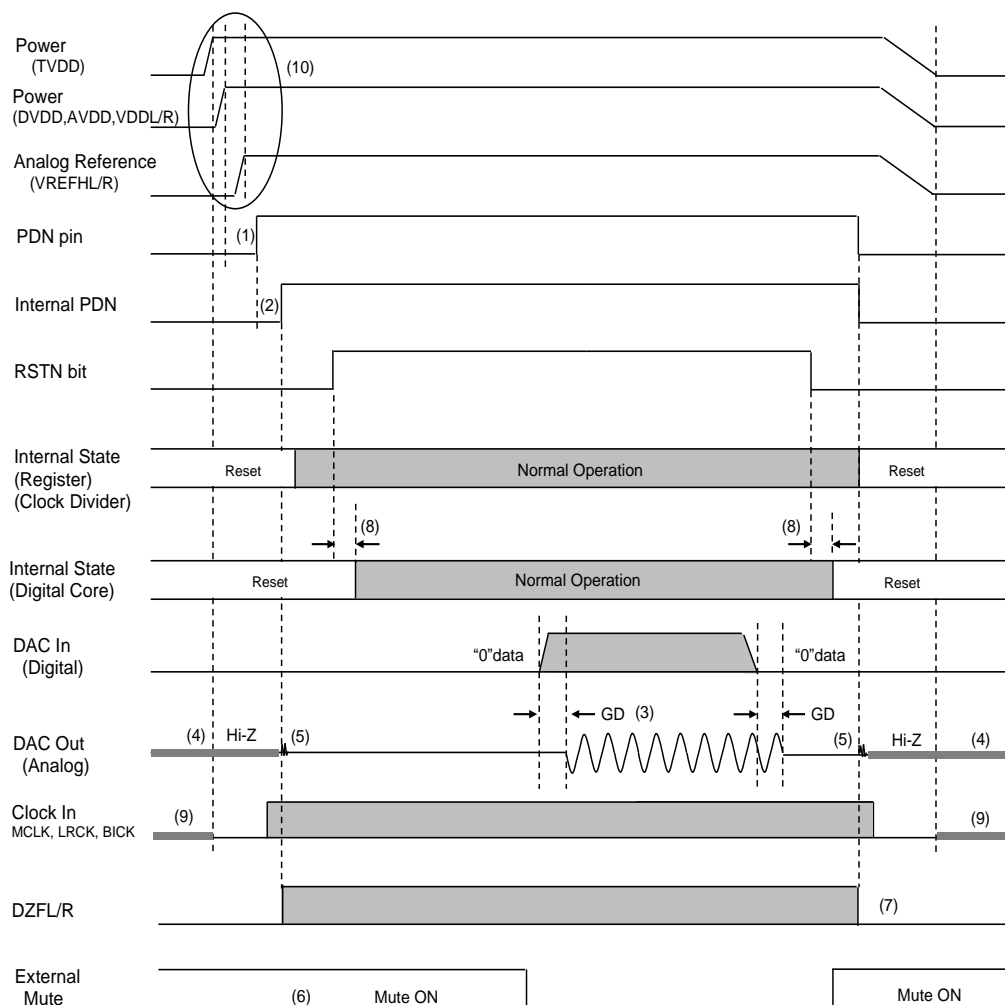 Power
(TVDD)
(10)
Power
(DVDD,AVDD,VDDL/R)
Analog Reference
(VREFHL/R)
PDN pin
(1)
Internal PDN
(2)
RSTN bit
Internal State
(Register)
(Clock Divider)
Reset
Normal Operation
Reset
(8)
(8)
Internal State
(Digital Core)
Reset
Normal Operation
Reset
DAC In
(Digital)
“0”data
“0”data
GD (3)
GD
DAC Out
(Analog)
(4) Hi-Z
(5)
(5)
Hi-Z
(4)
Clock In
MCLK, LRCK, BICK
(9)
(9)
DZFL/R
(7)
External
Mute
(6)
Mute ON
Mute ON